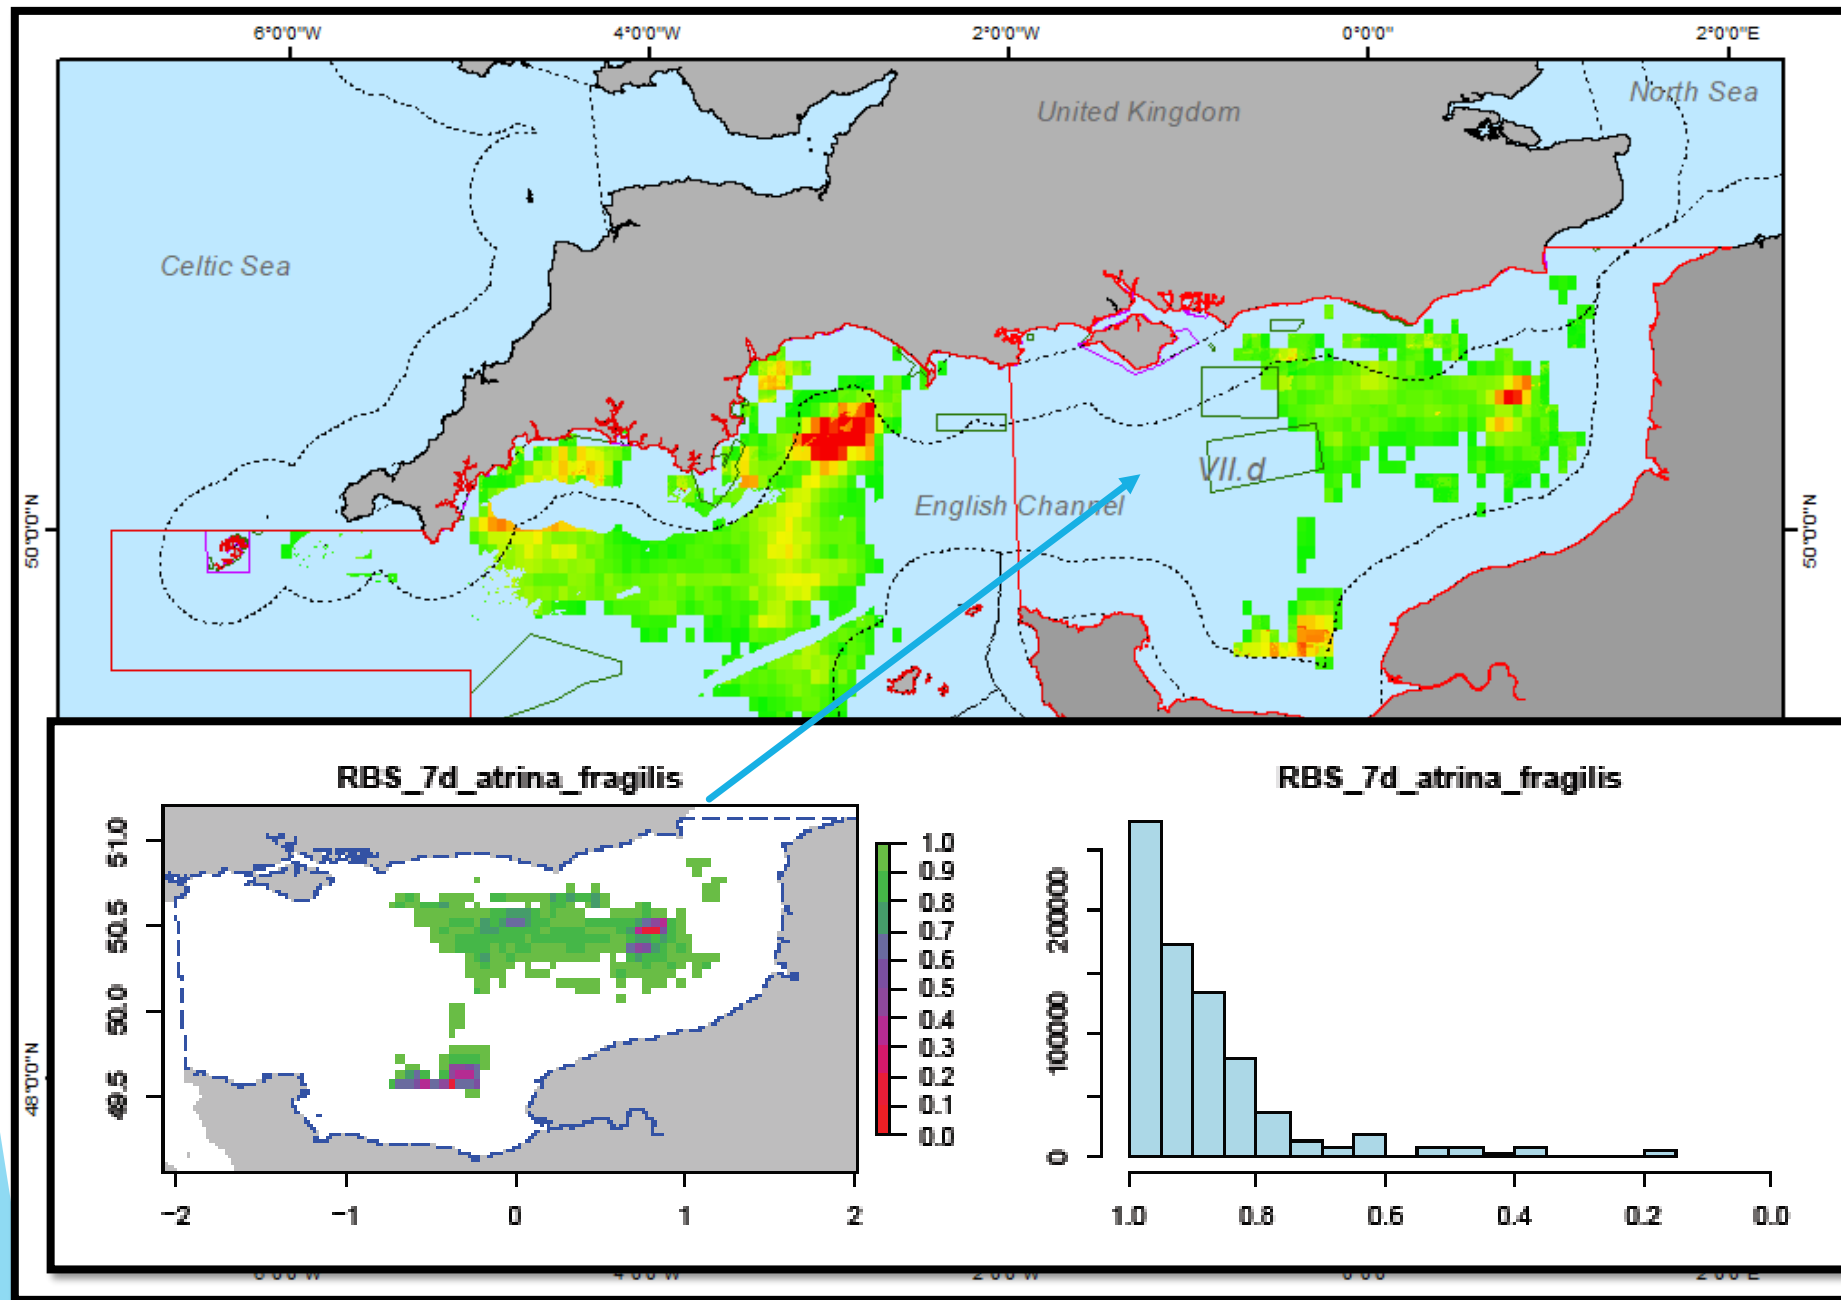 6°0'0"W 4°0'0"W 2°0'0"W 0°0'0" 2°0'0"E
North Sea
United Kingdom
Celtic Sea
VII.d
English Channel
50°0'0"N
50°0'0"N
48°0'0"N
RBS_7d_atrina_fragilis
51.0
50.5
50.0
49.5
-2 -1 0 1 2
1.0
0.9
0.8
0.7
0.6
0.5
0.4
0.3
0.2
0.1
0.0
RBS_7d_atrina_fragilis
200000
100000
0
1.0 0.8 0.6 0.4 0.2 0.0